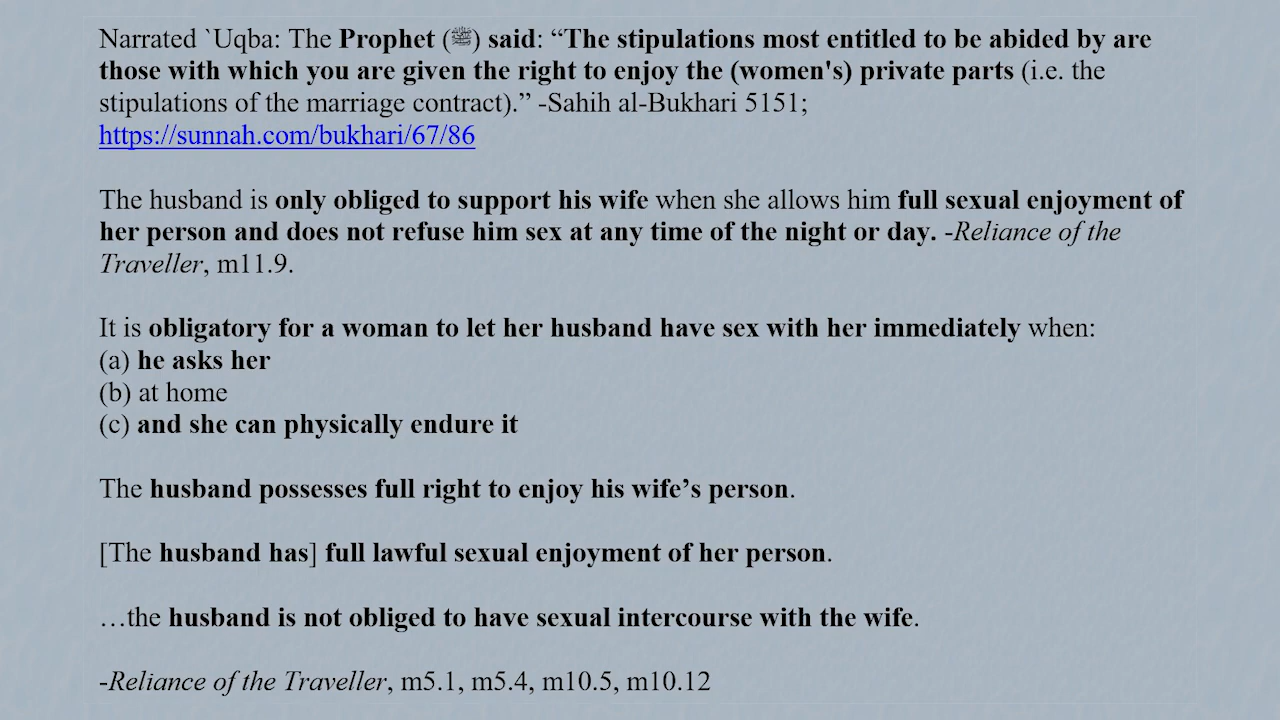 Narrated `Uqba: The Prophet (ﷺ) said: “The stipulations most entitled to be abided by are
those with which you are given the right to enjoy the (women's) private parts (i.e. the
stipulations of the marriage contract).” -Sahih al-Bukhari 5151;
https://sunnah.com/bukhari/67/86
The husband is only obliged to support his wife when she allows him full sexual enjoyment of
her person and does not refuse him sex at any time of the night or day. -Reliance of the
Traveller, m11.9.
It is obligatory for a woman to let her husband have sex with her immediately when:
(a) he asks her
(b) at home
(c) and she can physically endure it
The husband possesses full right to enjoy his wife’s person.
[The husband has] full lawful sexual enjoyment of her person.
…the husband is not obliged to have sexual intercourse with the wife.
-Reliance of the Traveller, m5.1, m5.4, m10.5, m10.12